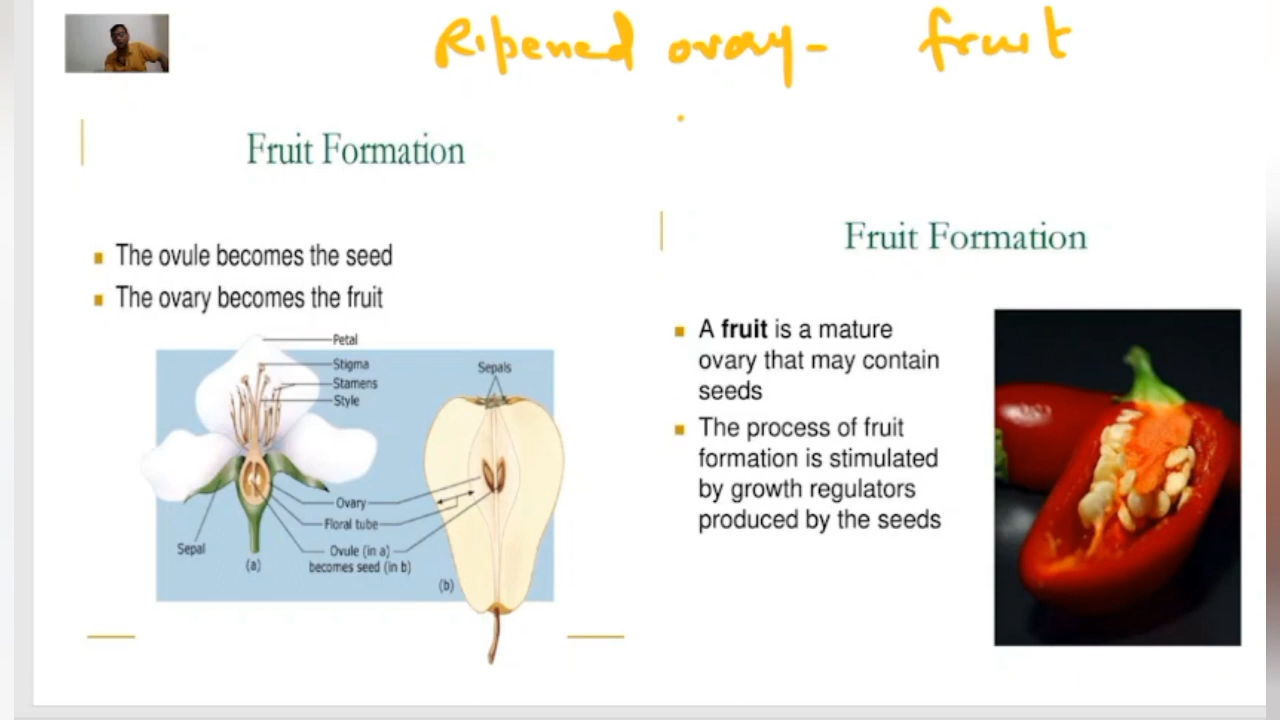 Ripened ovary - fruit
Fruit Formation
The ovule becomes the seed
The ovary becomes the fruit
Petal
Stigma
Stamens
Style
Sepals
Ovary
Floral tube
Sepal
Ovule (in a)
becomes seed (in b)
(a)
(b)
Fruit Formation
A fruit is a mature
ovary that may contain
seeds
The process of fruit
formation is stimulated
by growth regulators
produced by the seeds